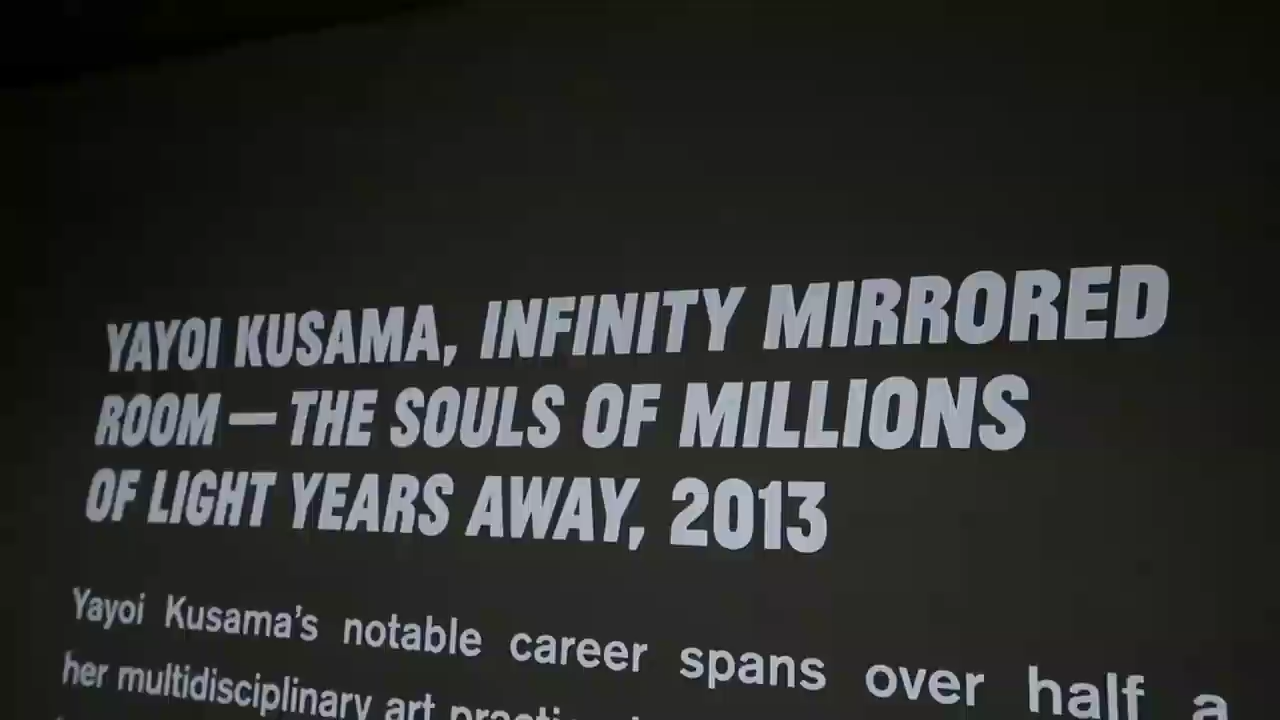 YAYOI KUSAMA, INFINITY MIRRORED
ROOM — THE SOULS OF MILLIONS
OF LIGHT YEARS AWAY, 2013
Yayoi Kusama’s notable career spans over half a
her multidisciplinary art